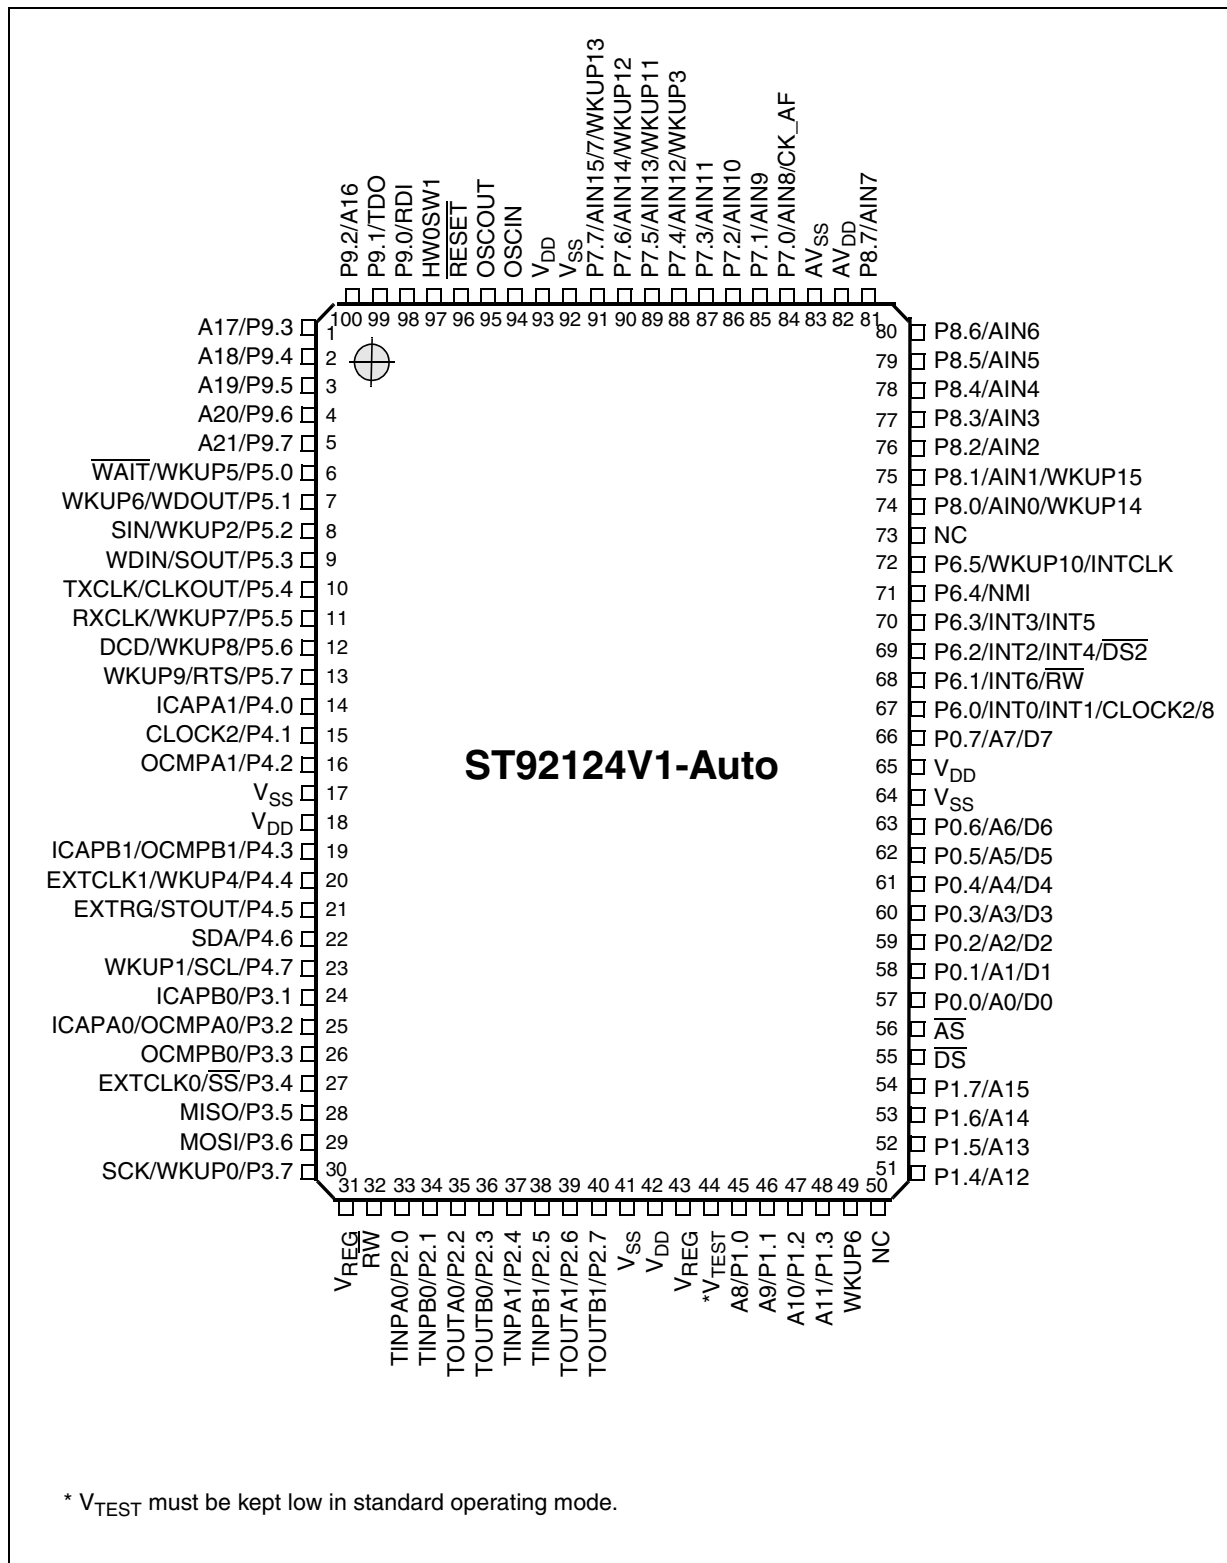 P9.2/A16
P9.1/TDO
P9.0/RDI
HW0SW1
RESET
OSCOUT
OSCIN
VDD
VSS
P7.7/AIN15/7/WKUP13
P7.6/AIN14/WKUP12
P7.5/AIN13/WKUP11
P7.4/AIN12/WKUP3
P7.3/AIN11
P7.2/AIN10
P7.1/AIN9
P7.0/AIN8/CK_AF
AVSS
AVDD
P8.7/AIN7
100 99 98 97 96 95 94 93 92 91 90 89 88 87 86 85 84 83 82 81
A17/P9.3 1
A18/P9.4 2
A19/P9.5 3
A20/P9.6 4
A21/P9.7 5
WAIT/WKUP5/P5.0 6
WKUP6/WDOUT/P5.1 7
SIN/WKUP2/P5.2 8
WDIN/SOUT/P5.3 9
TXCLK/CLKOUT/P5.4 10
RXCLK/WKUP7/P5.5 11
DCD/WKUP8/P5.6 12
WKUP9/RTS/P5.7 13
ICAPA1/P4.0 14
CLOCK2/P4.1 15
OCMPA1/P4.2 16
VSS 17
VDD 18
ICAPB1/OCMPB1/P4.3 19
EXTCLK1/WKUP4/P4.4 20
EXTRG/STOUT/P4.5 21
SDA/P4.6 22
WKUP1/SCL/P4.7 23
ICAPB0/P3.1 24
ICAPA0/OCMPA0/P3.2 25
OCMPB0/P3.3 26
EXTCLK0/SS/P3.4 27
MISO/P3.5 28
MOSI/P3.6 29
SCK/WKUP0/P3.7 30
ST92124V1-Auto
80 P8.6/AIN6
79 P8.5/AIN5
78 P8.4/AIN4
77 P8.3/AIN3
76 P8.2/AIN2
75 P8.1/AIN1/WKUP15
74 P8.0/AIN0/WKUP14
73 NC
72 P6.5/WKUP10/INTCLK
71 P6.4/NMI
70 P6.3/INT3/INT5
69 P6.2/INT2/INT4/DS2
68 P6.1/INT6/RW
67 P6.0/INT0/INT1/CLOCK2/8
66 P0.7/A7/D7
65 VDD
64 VSS
63 P0.6/A6/D6
62 P0.5/A5/D5
61 P0.4/A4/D4
60 P0.3/A3/D3
59 P0.2/A2/D2
58 P0.1/A1/D1
57 P0.0/A0/D0
56 AS
55 DS
54 P1.7/A15
53 P1.6/A14
52 P1.5/A13
51 P1.4/A12
31 32 33 34 35 36 37 38 39 40 41 42 43 44 45 46 47 48 49 50
VREG
RW
TINPA0/P2.0
TINPB0/P2.1
TOUTA0/P2.2
TOUTB0/P2.3
TINPA1/P2.4
TINPB1/P2.5
TOUTA1/P2.6
TOUTB1/P2.7
VSS
VDD
VREG
*VTEST
A8/P1.0
A9/P1.1
A10/P1.2
A11/P1.3
WKUP6
NC
* VTEST must be kept low in standard operating mode.